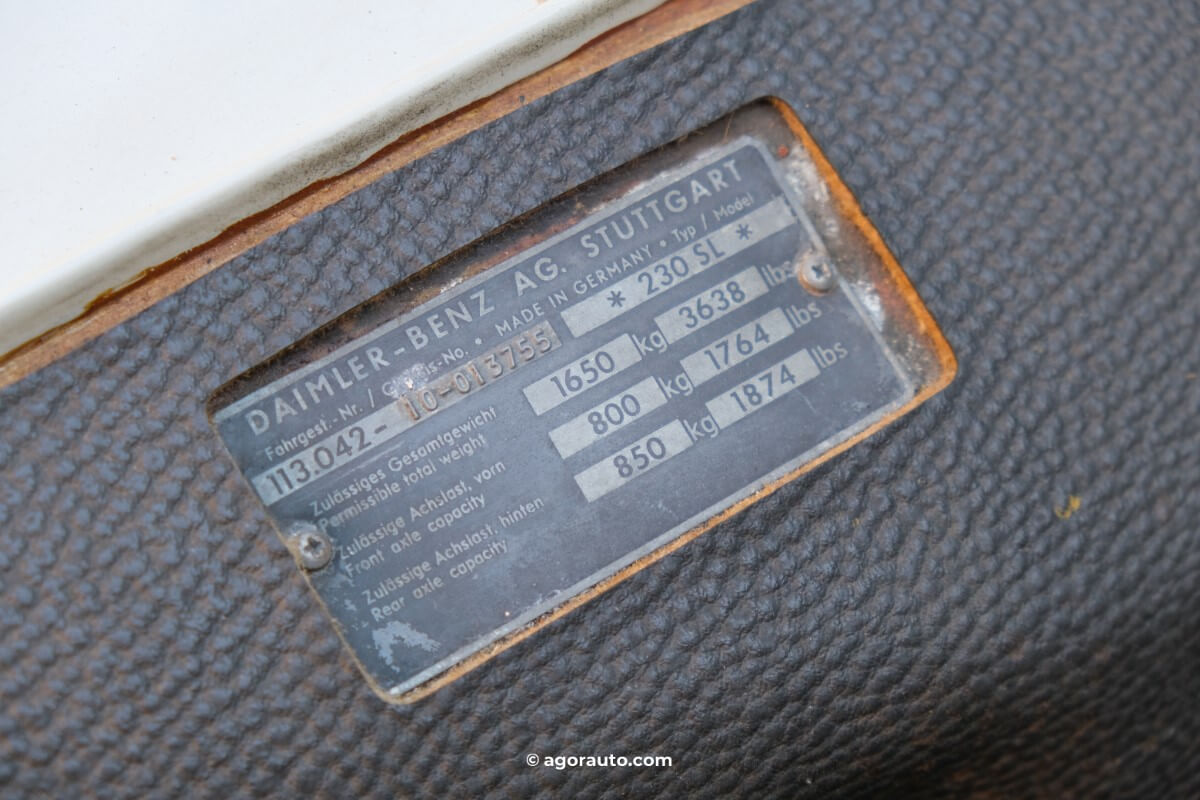 DAIMLER-BENZ AG. STUTTGART
Fahrgest.-Nr. / Chassis-No. • MADE IN GERMANY • Typ / Model
113.042- 10-013755 * 230 SL *
Zulässiges Gesamtgewicht
Permissible total weight 1650 kg 3638 lbs
Zulässige Achslast, vorn
Front axle capacity 800 kg 1764 lbs
Zulässige Achslast, hinten
Rear axle capacity 850 kg 1874 lbs
© agorauto.com